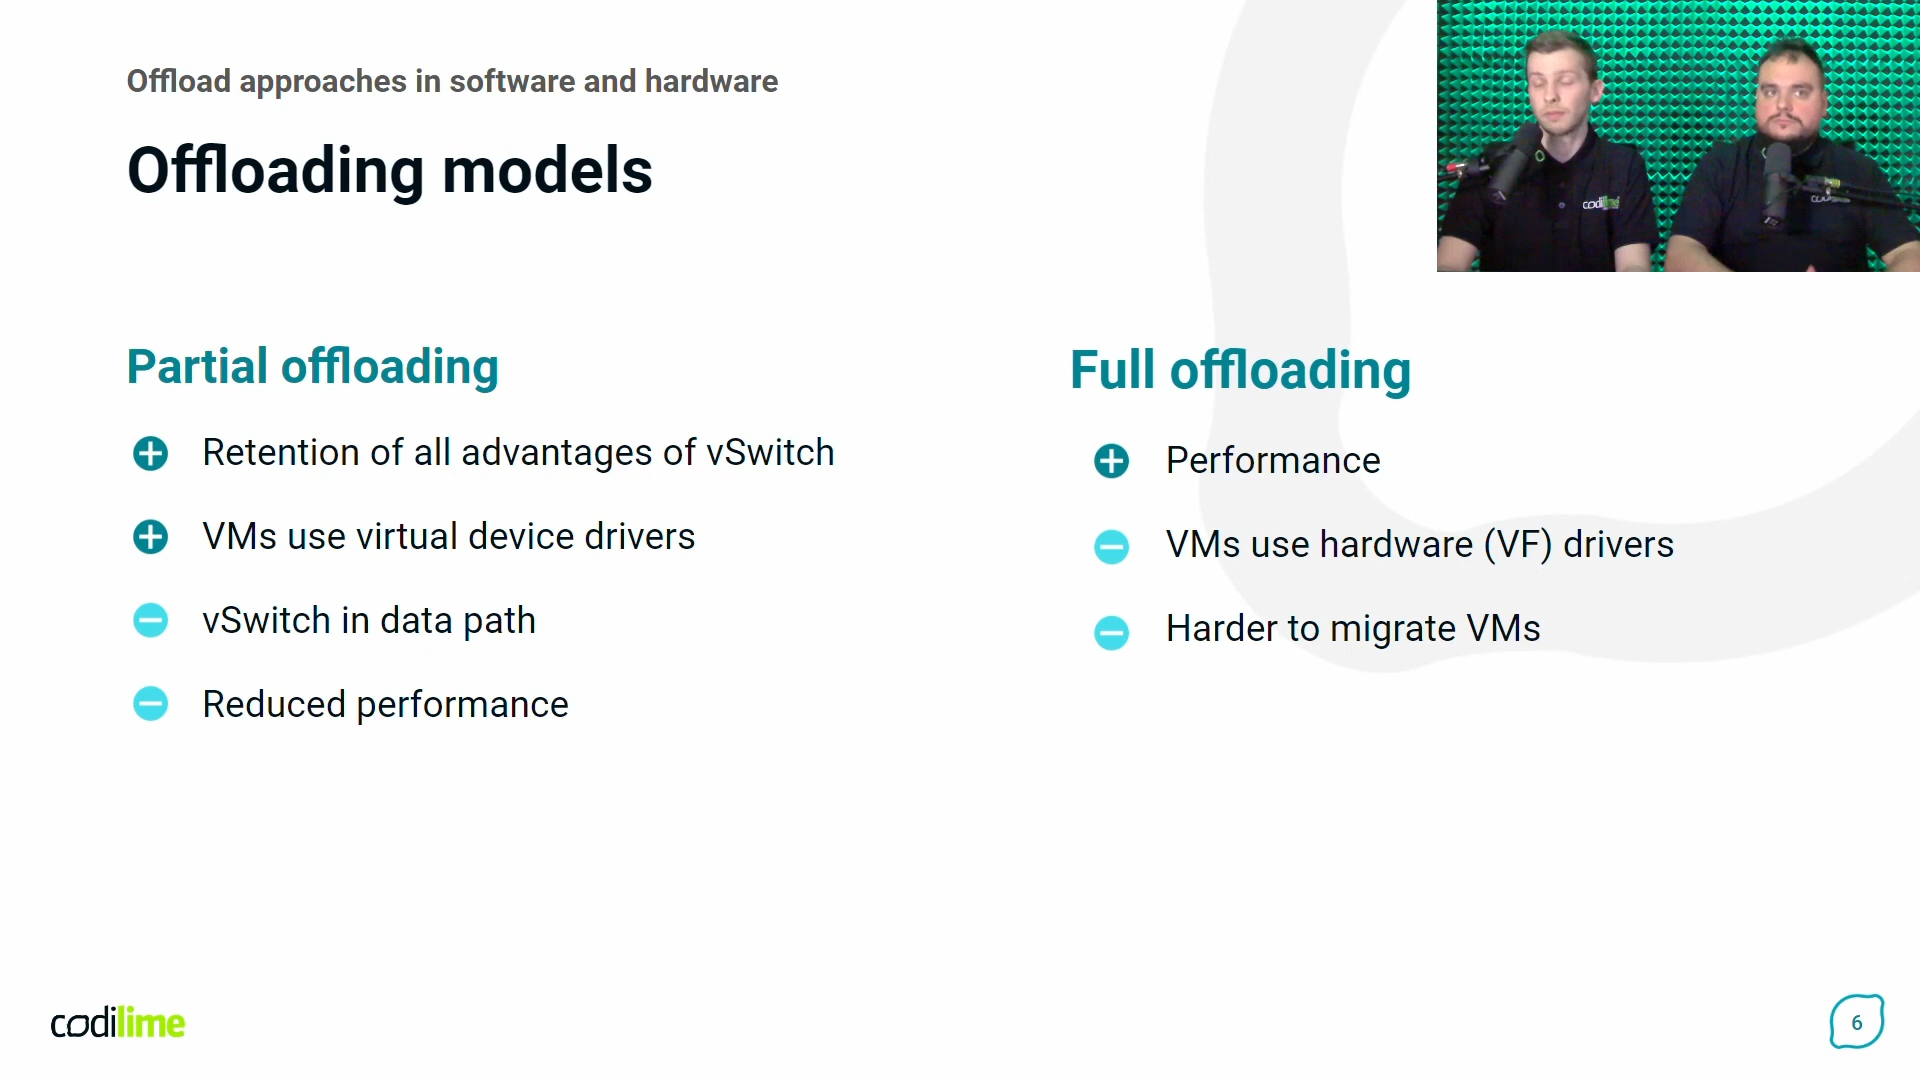 Offload approaches in software and hardware
Offloading models
codilime
Partial offloading
Retention of all advantages of vSwitch
VMs use virtual device drivers
vSwitch in data path
Reduced performance
Full offloading
Performance
VMs use hardware (VF) drivers
Harder to migrate VMs
codilime
6